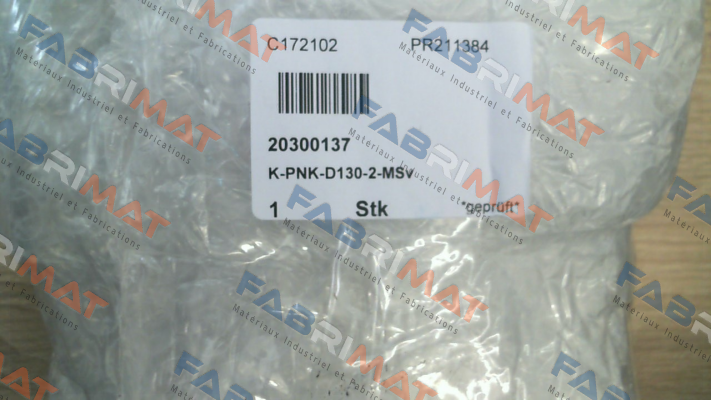 C172102 PR211384
20300137
K-PNK-D130-2-MSV
1 Stk *geprüft*
FABRIMAT
Materiaux Industriel et Fabrications